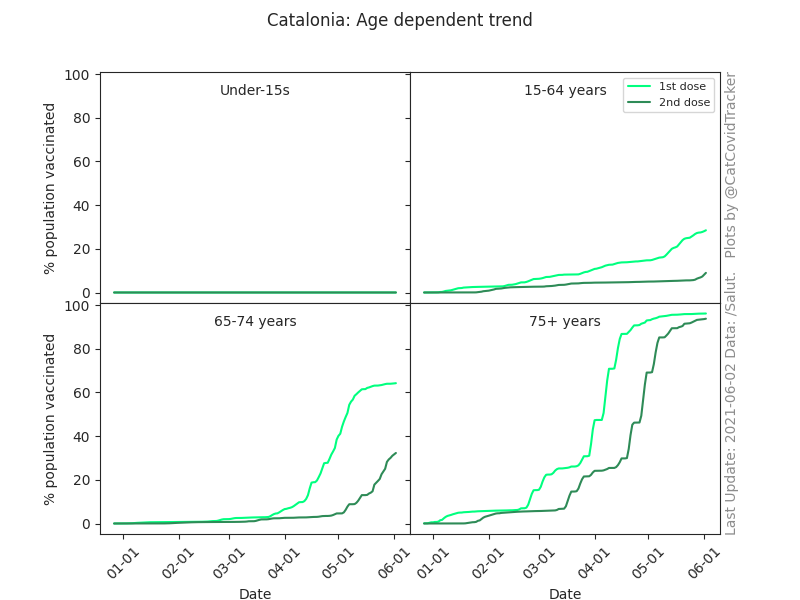 Catalonia: Age dependent trend
Under-15s
15-64 years
1st dose
2nd dose
% population vaccinated
100
80
60
40
20
0
65-74 years
75+ years
% population vaccinated
100
80
60
40
20
0
01-01
02-01
03-01
04-01
05-01
06-01
01-01
02-01
03-01
04-01
05-01
06-01
Date
Date
Last Update: 2021-06-02 Data: /Salut. Plots by @CatCovidTracker